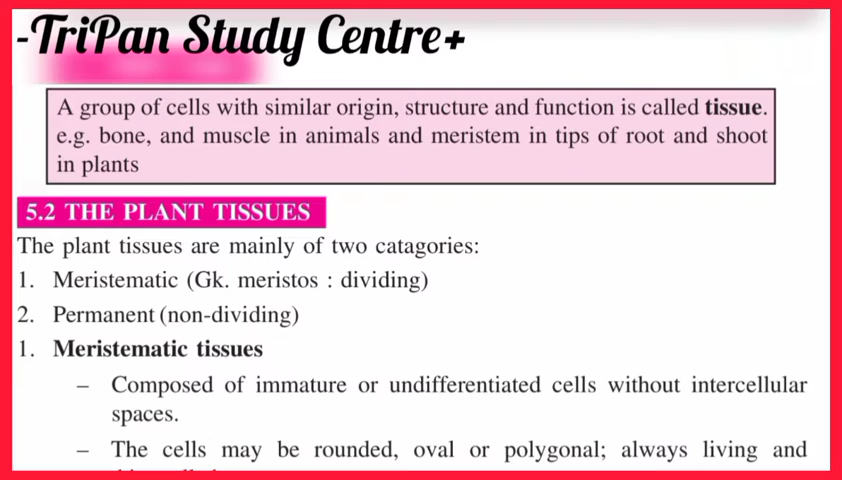 -TriPan Study Centre+
A group of cells with similar origin, structure and function is called tissue.
e.g. bone, and muscle in animals and meristem in tips of root and shoot
in plants
5.2 THE PLANT TISSUES
The plant tissues are mainly of two catagories:
1. Meristematic (Gk. meristos : dividing)
2. Permanent (non-dividing)
1. Meristematic tissues
– Composed of immature or undifferentiated cells without intercellular
spaces.
– The cells may be rounded, oval or polygonal; always living and